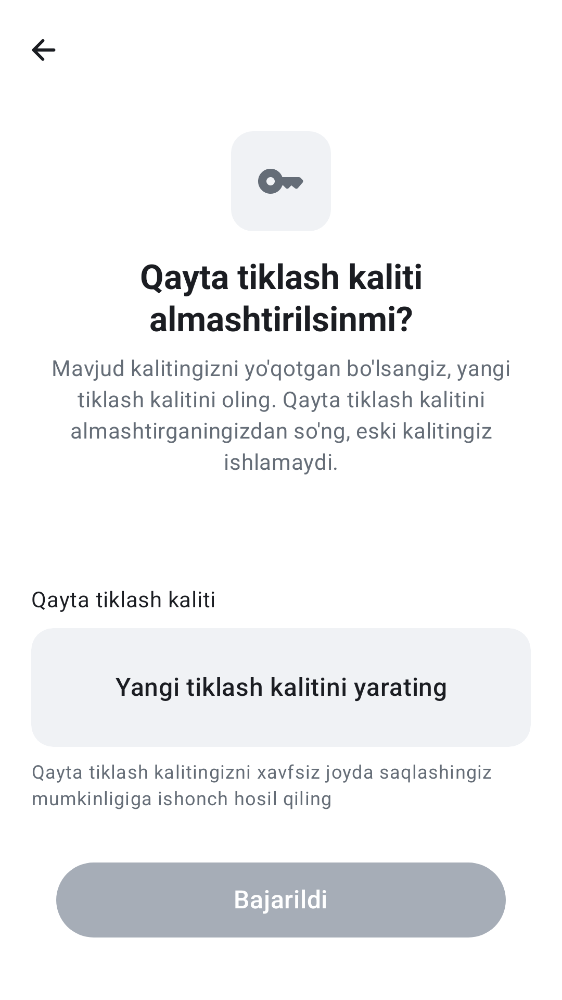 Qayta tiklash kaliti
almashtirilsinmi?
Mavjud kalitingizni yo'qotgan bo'lsangiz, yangi
tiklash kalitini oling. Qayta tiklash kalitini
almashtirganingizdan so'ng, eski kalitingiz
ishlamaydi.
Qayta tiklash kaliti
Yangi tiklash kalitini yarating
Qayta tiklash kalitingizni xavfsiz joyda saqlashingiz
mumkinligiga ishonch hosil qiling
Bajarildi